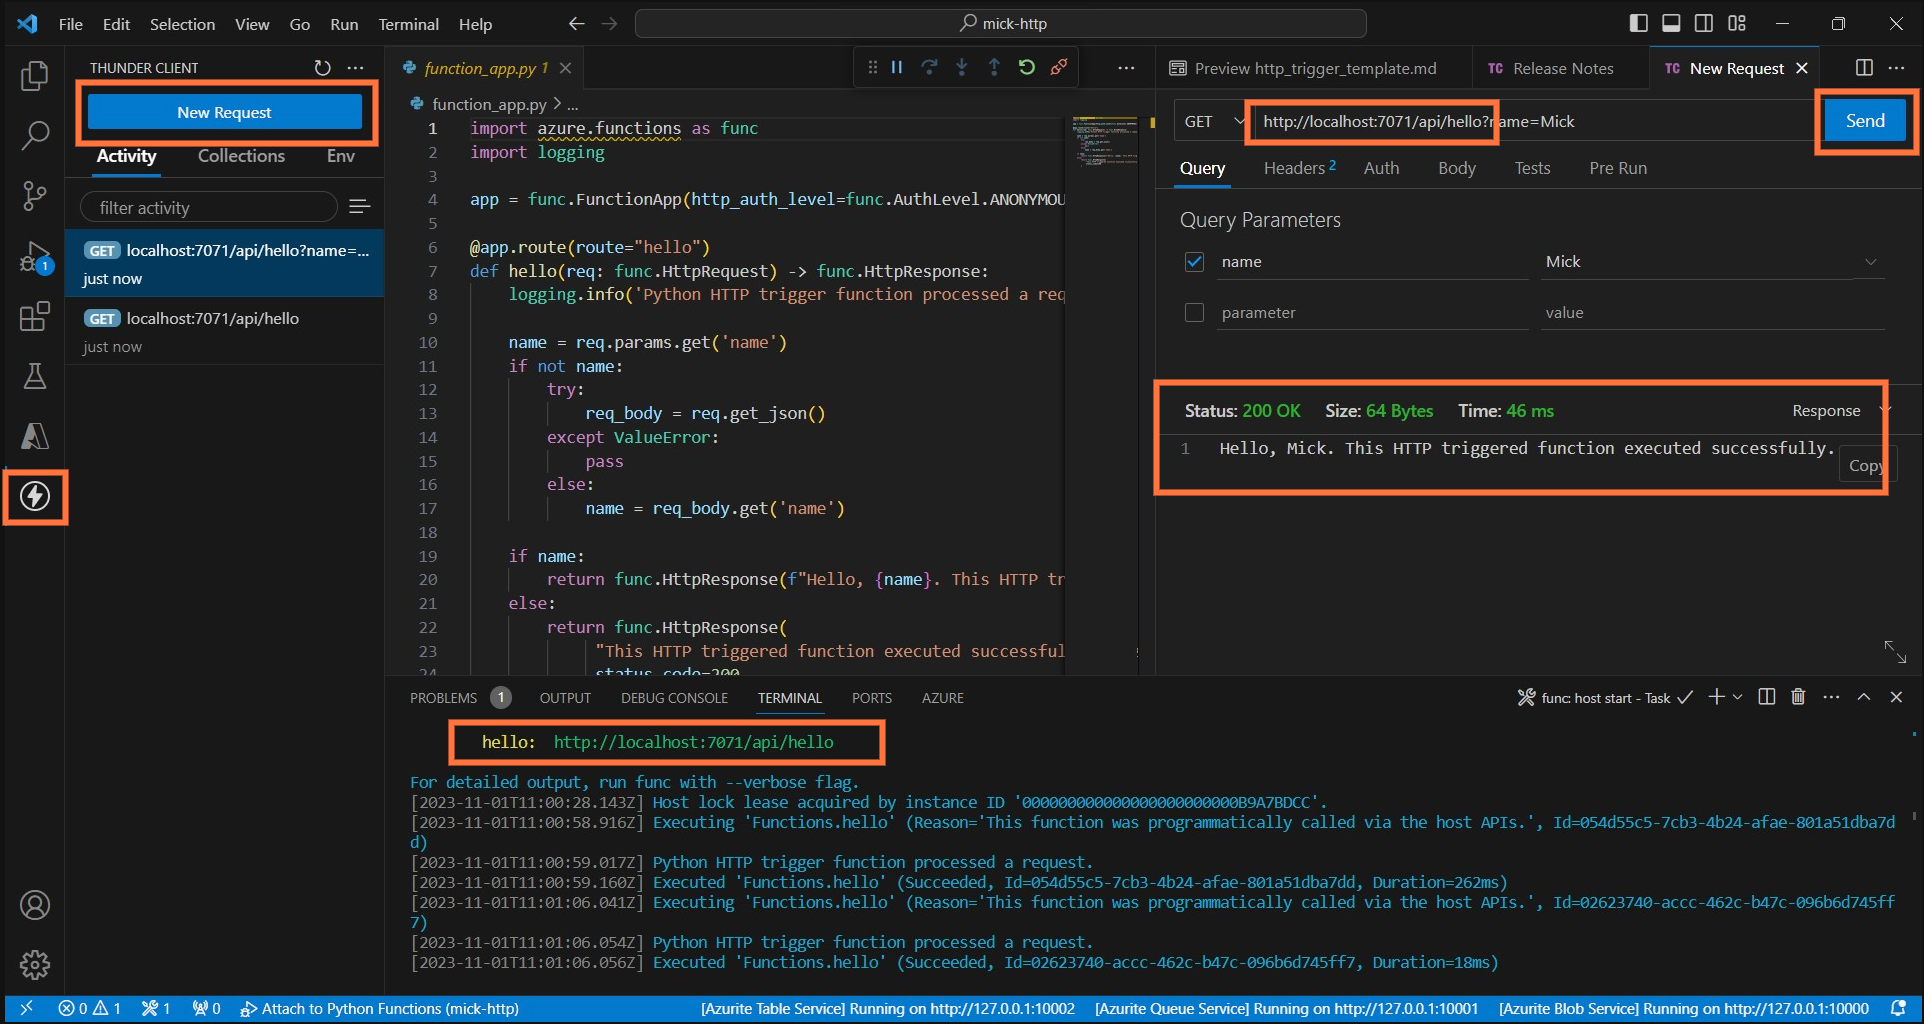 File Edit Selection View Go Run Terminal Help
mick-http
THUNDER CLIENT
New Request
Activity Collections Env
filter activity
GET localhost:7071/api/hello?name=...
just now
GET localhost:7071/api/hello
just now
1
function_app.py 1
function_app.py > ...
1 import azure.functions as func
2 import logging
3
4 app = func.FunctionApp(http_auth_level=func.AuthLevel.ANONYMOU
5
6 @app.route(route="hello")
7 def hello(req: func.HttpRequest) -> func.HttpResponse:
8 logging.info('Python HTTP trigger function processed a req
9
10 name = req.params.get('name')
11 if not name:
12 try:
13 req_body = req.get_json()
14 except ValueError:
15 pass
16 else:
17 name = req_body.get('name')
18
19 if name:
20 return func.HttpResponse(f"Hello, {name}. This HTTP tr
21 else:
22 return func.HttpResponse(
23 "This HTTP triggered function executed successful
24 status_code=200
Preview http_trigger_template.md
TC Release Notes
TC New Request
GET http://localhost:7071/api/hello?name=Mick
Send
Query Headers 2 Auth Body Tests Pre Run
Query Parameters
name Mick
parameter value
Status: 200 OK Size: 64 Bytes Time: 46 ms Response
1 Hello, Mick. This HTTP triggered function executed successfully.
Copy
PROBLEMS 1 OUTPUT DEBUG CONSOLE TERMINAL PORTS AZURE
func: host start - Task
hello: http://localhost:7071/api/hello
For detailed output, run func with --verbose flag.
[2023-11-01T11:00:28.143Z] Host lock lease acquired by instance ID '000000000000000000000000B9A7BDCC'.
[2023-11-01T11:00:58.916Z] Executing 'Functions.hello' (Reason='This function was programmatically called via the host APIs.', Id=054d55c5-7cb3-4b24-afae-801a51dba7d
d)
[2023-11-01T11:00:59.017Z] Python HTTP trigger function processed a request.
[2023-11-01T11:00:59.160Z] Executed 'Functions.hello' (Succeeded, Id=054d55c5-7cb3-4b24-afae-801a51dba7dd, Duration=262ms)
[2023-11-01T11:01:06.041Z] Executing 'Functions.hello' (Reason='This function was programmatically called via the host APIs.', Id=02623740-accc-462c-b47c-096b6d745ff
7)
[2023-11-01T11:01:06.054Z] Python HTTP trigger function processed a request.
[2023-11-01T11:01:06.056Z] Executed 'Functions.hello' (Succeeded, Id=02623740-accc-462c-b47c-096b6d745ff7, Duration=18ms)
0 1 1 0 Attach to Python Functions (mick-http) [Azurite Table Service] Running on http://127.0.0.1:10002 [Azurite Queue Service] Running on http://127.0.0.1:10001 [Azurite Blob Service] Running on http://127.0.0.1:10000